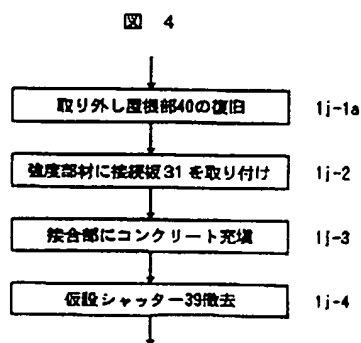 図 4
取り外し屋根部40の復旧
1j-1a
強度部材に接続板31を取り付け
1j-2
接合部にコンクリート充填
1j-3
仮設シャッター39撤去
1j-4